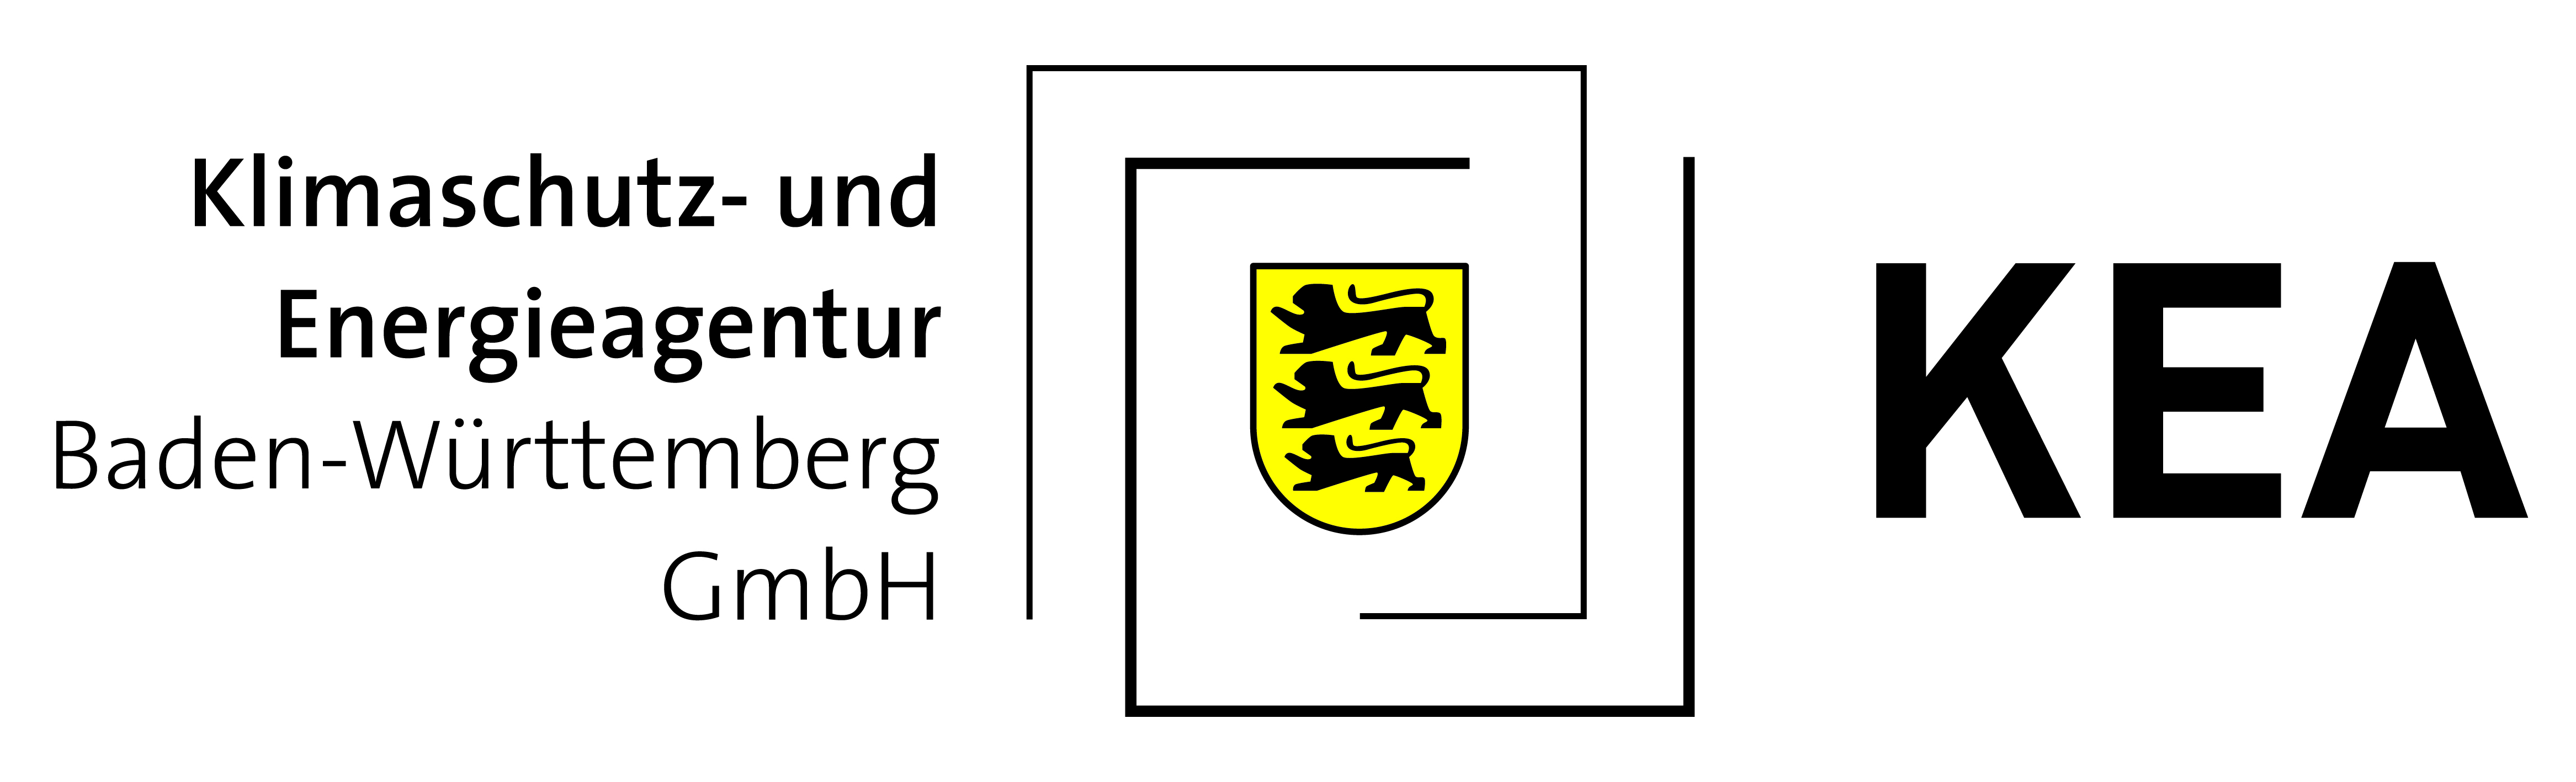 Klimaschutz- und
Energieagentur
Baden-Württemberg
GmbH
KEA